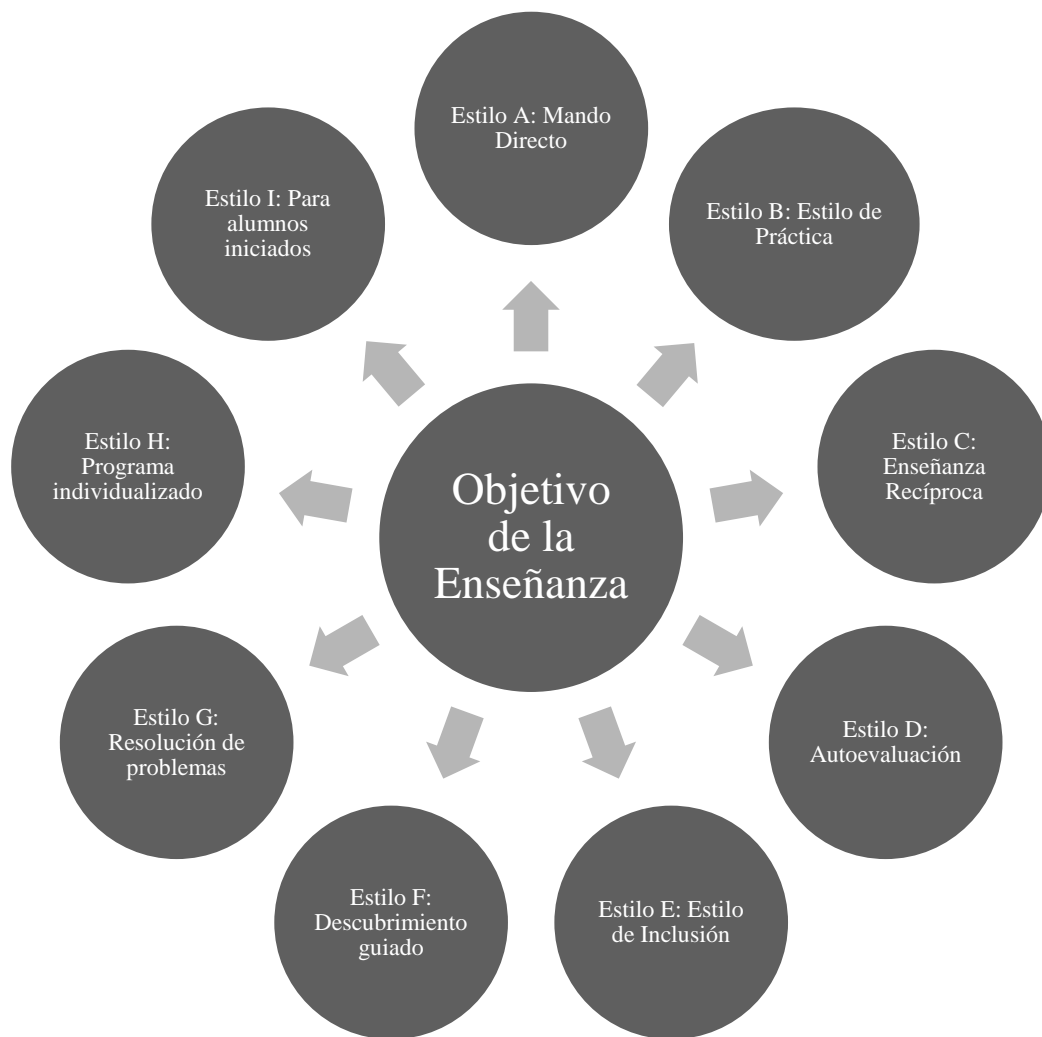 Estilo A: Mando
Directo
Estilo B: Estilo de
Práctica
Estilo C:
Enseñanza
Recíproca
Estilo D:
Autoevaluación
Estilo E: Estilo
de Inclusión
Estilo F:
Descubrimiento
guiado
Estilo G:
Resolución de
problemas
Estilo H:
Programa
individualizado
Estilo I: Para
alumnos
iniciados
Objetivo
de la
Enseñanza